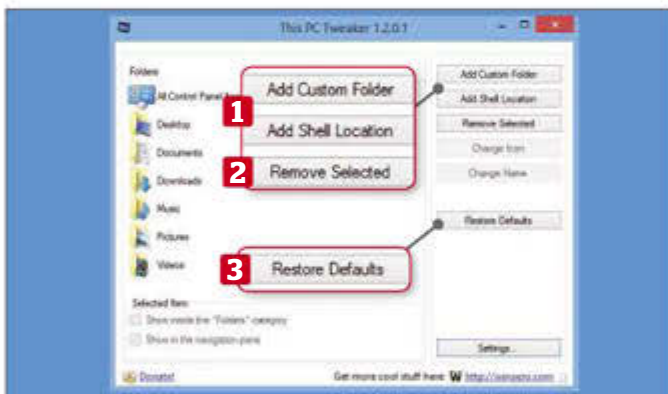 This PC Tweaker 1.2.0.1
Folders
All Control Panel
Desktop
Documents
Downloads
Music
Pictures
Videos
1
Add Custom Folder
Add Shell Location
2
Remove Selected
3
Restore Defaults
Add Custom Folder
Add Shell Location
Remove Selected
Change Icon
Change Name
Restore Defaults
Selected Item:
Show inside the "Folders" category
Show in the navigation pane
Settings...
Donate!
Get more cool stuff here: W http://winaero.com